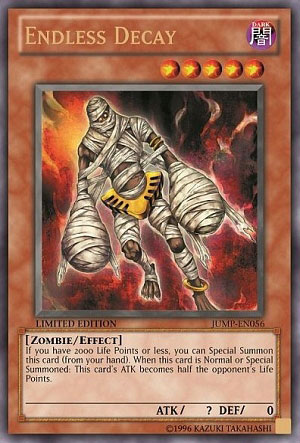 ENDLESS DECAY
DARK
闇
LIMITED EDITION JUMP-EN056
[ZOMBIE/EFFECT]
If you have 2000 Life Points or less, you can Special Summon
this card (from your hand). When this card is Normal or Special
Summoned: This card's ATK becomes half the opponent's Life
Points.
ATK/ ? DEF/ 0
©1996 KAZUKI TAKAHASHI